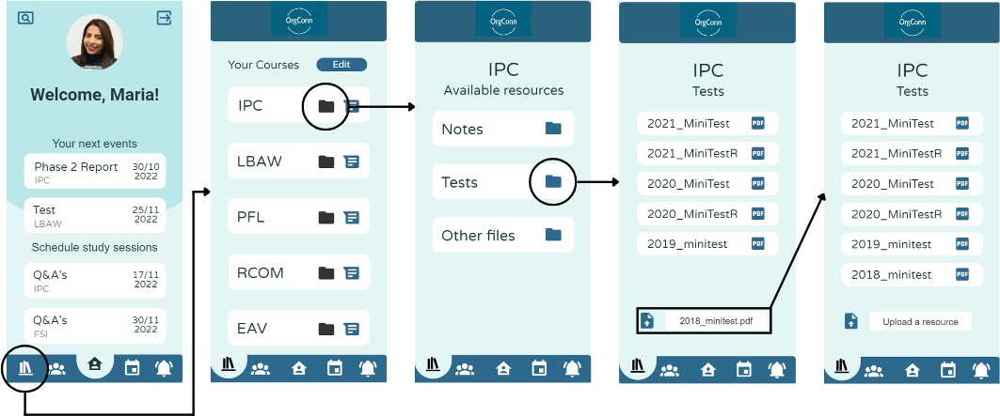 Welcome, Maria!
Your next events
Phase 2 Report 30/10
IPC 2022
Test 25/11
LBAW 2022
Schedule study sessions
Q&A's 17/11
IPC 2022
Q&A's 30/11
FSI 2022
OrgConn
Your Courses Edit
IPC
LBAW
PFL
RCOM
EAV
OrgConn
IPC
Available resources
Notes
Tests
Other files
OrgConn
IPC
Tests
2021_MiniTest PDF
2021_MiniTestR PDF
2020_MiniTest PDF
2020_MiniTestR PDF
2019_minitest PDF
2018_minitest.pdf
OrgConn
IPC
Tests
2021_MiniTest PDF
2021_MiniTestR PDF
2020_MiniTest PDF
2020_MiniTestR PDF
2019_minitest PDF
2018_minitest PDF
Upload a resource